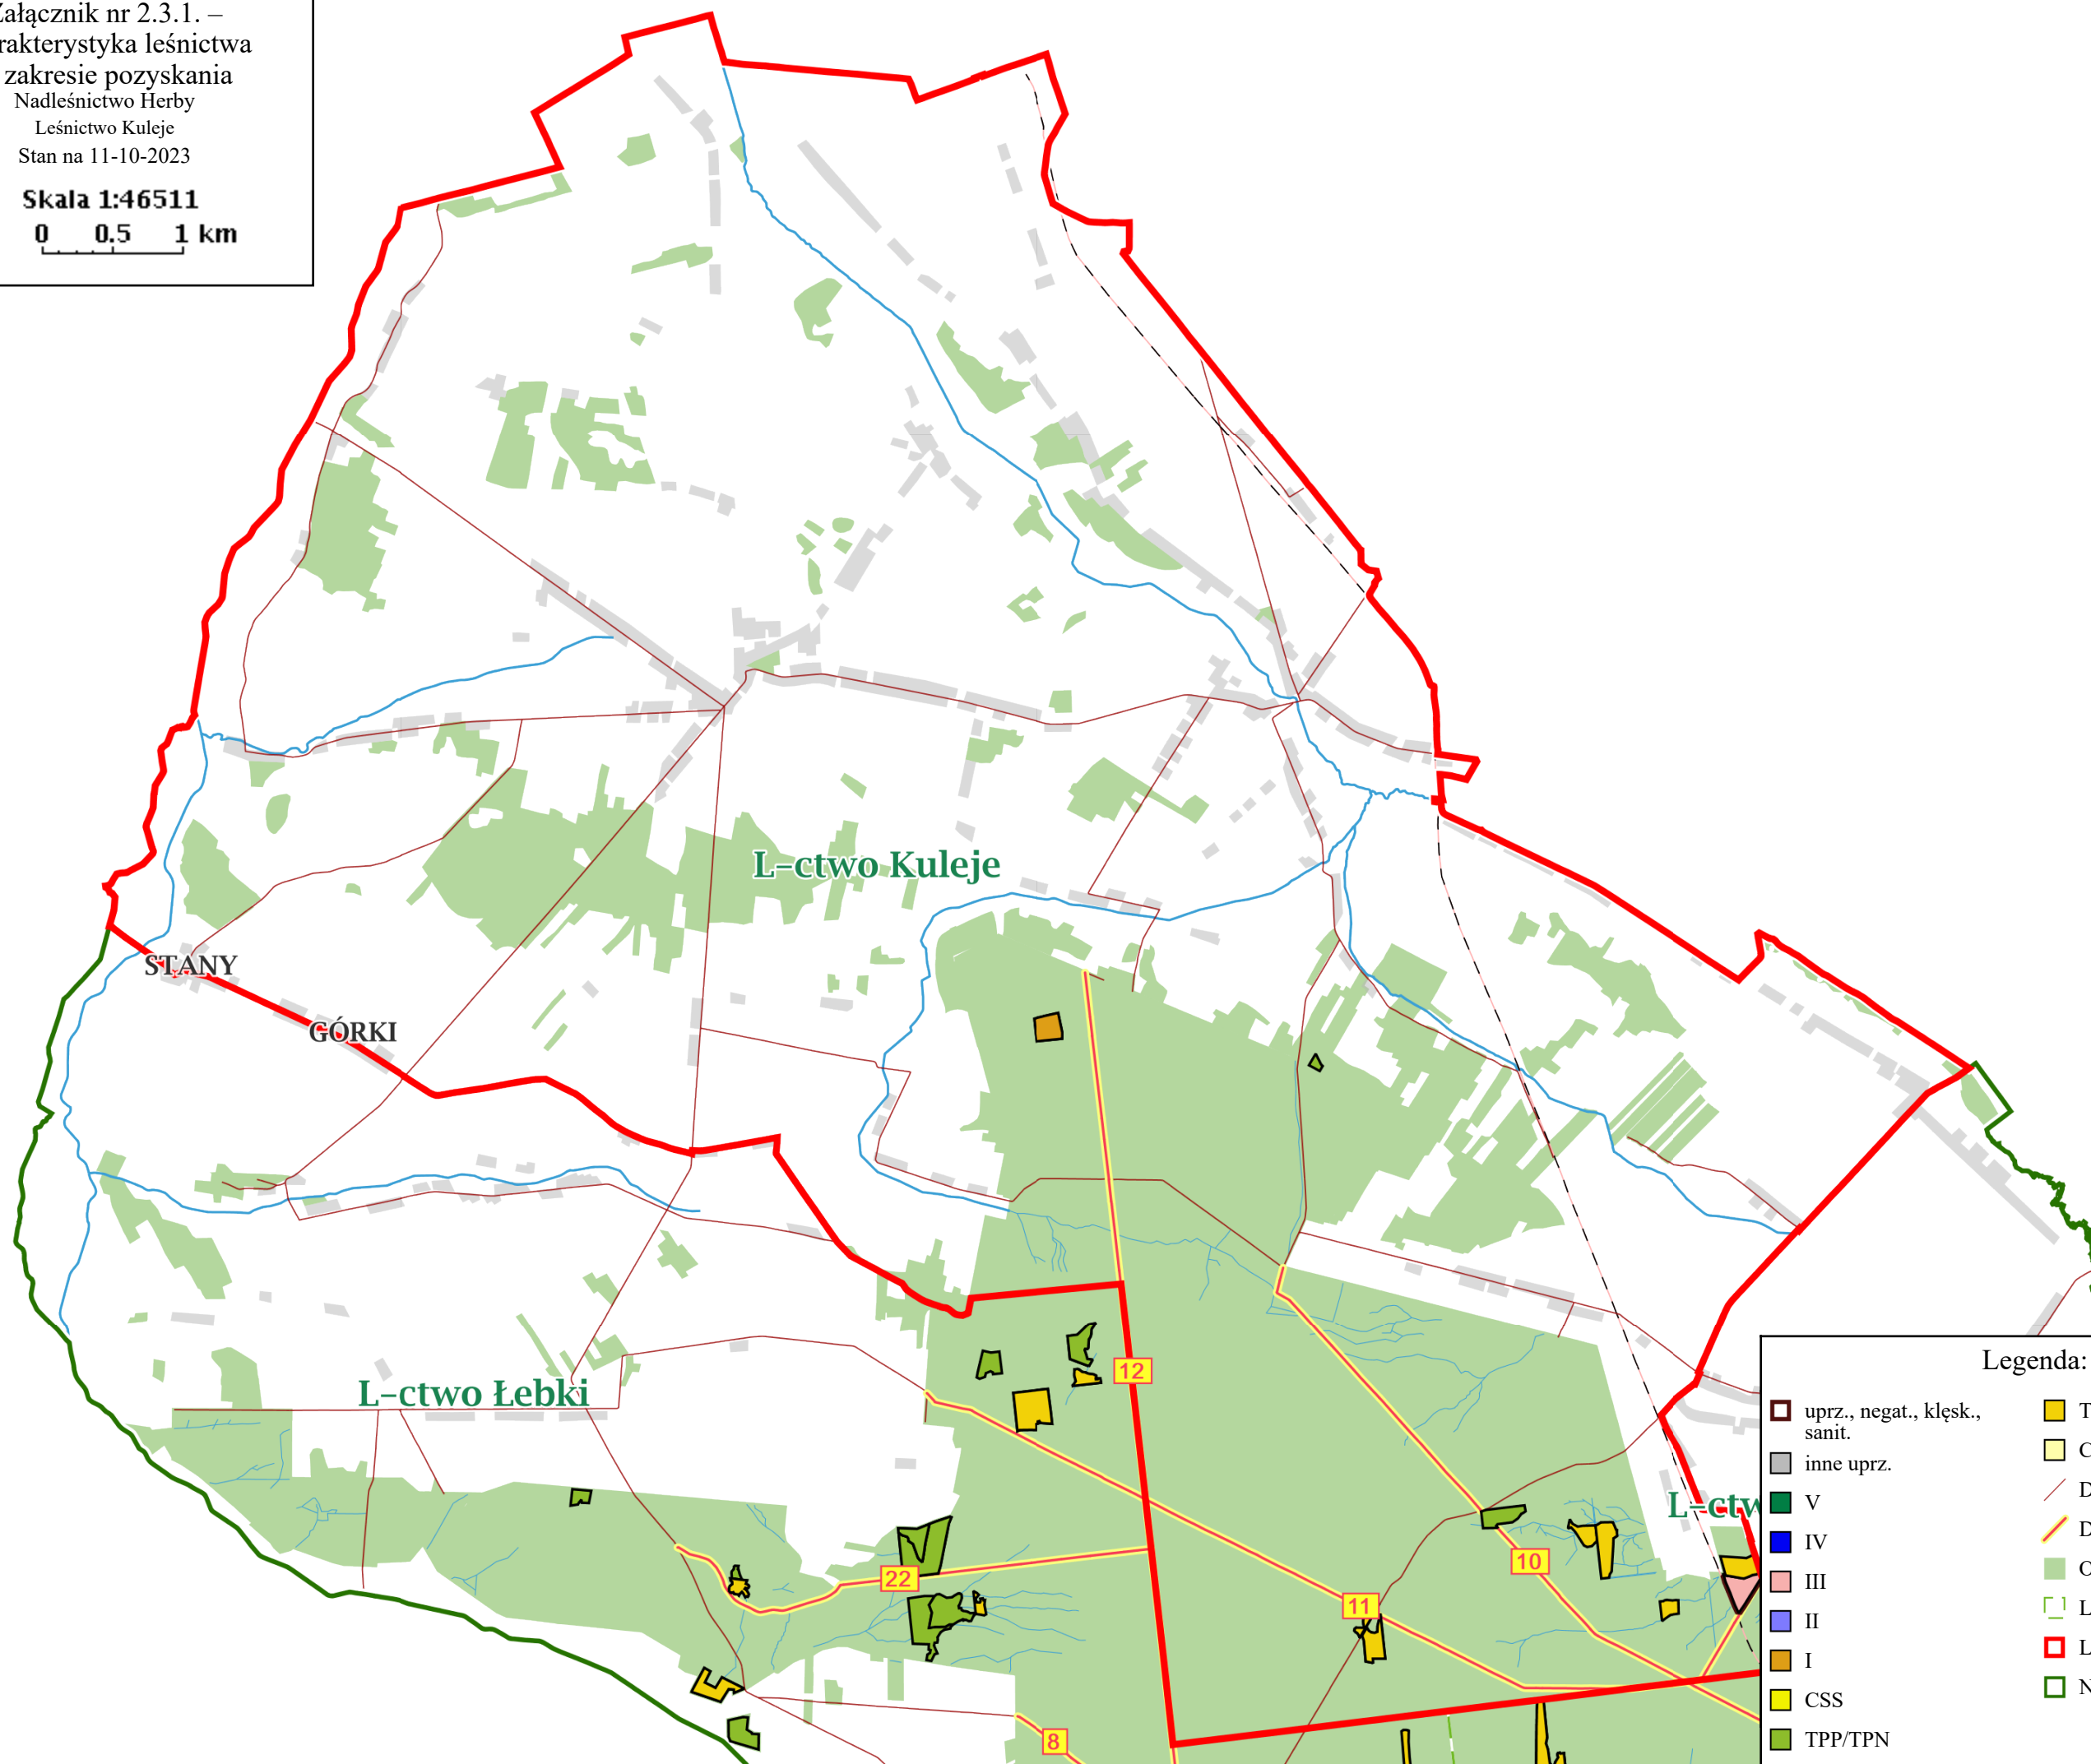 Załącznik nr 2.3.1. –
rakterystyka leśnictwa
zakresie pozyskania
Nadleśnictwo Herby
Leśnictwo Kuleje
Stan na 11-10-2023
Skala 1:46511
0 0.5 1 km
L-ctwo Kuleje
STANY
GÓRKI
12
L-ctwo Łebki
L-ctw
10
22
11
8
Legenda:
uprz., negat., klęsk.,
sanit.
inne uprz.
V
IV
III
II
I
CSS
TPP/TPN
T
C
D
D
O
L
L
N